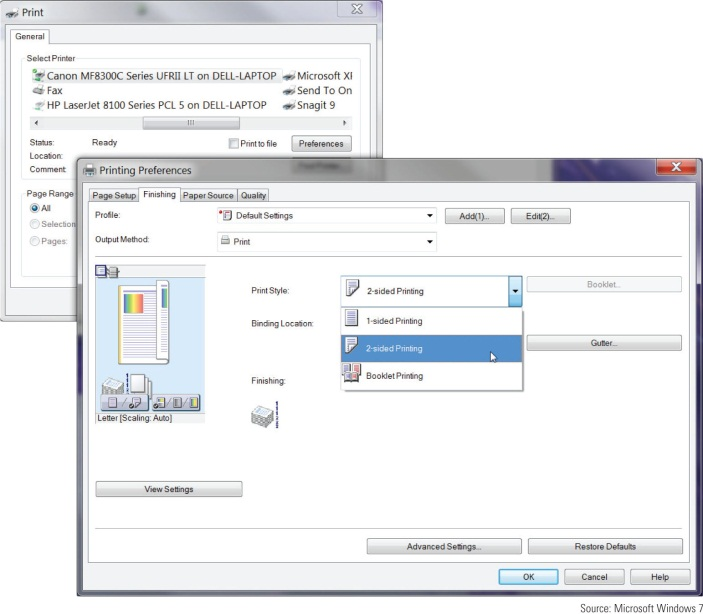 Print
General
Select Printer
Canon MF8300C Series UFRII LT on DELL-LAPTOP
Microsoft XI
Fax
Send To On
HP LaserJet 8100 Series PCL 5 on DELL-LAPTOP
Snagit 9
Status: Ready
Print to file
Preferences
Location:
Comment:
Page Range
All
Selection
Pages:
Printing Preferences
Page Setup Finishing Paper Source Quality
Profile: Default Settings Add(1)... Edit(2)...
Output Method: Print
Print Style: 2-sided Printing Booklet...
1-sided Printing
Binding Location:
2-sided Printing Gutter...
Booklet Printing
Finishing:
Letter [Scaling: Auto]
View Settings
Advanced Settings... Restore Defaults
OK Cancel Help
Source: Microsoft Windows 7